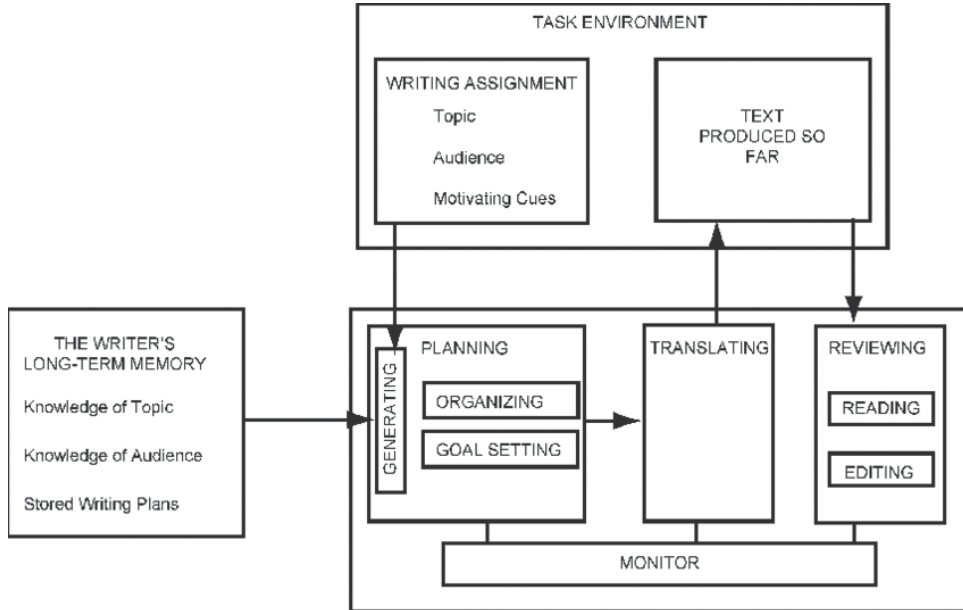 TASK ENVIRONMENT
WRITING ASSIGNMENT
Topic
Audience
Motivating Cues
TEXT
PRODUCED SO
FAR
THE WRITER'S
LONG-TERM MEMORY
Knowledge of Topic
Knowledge of Audience
Stored Writing Plans
PLANNING
GENERATING
ORGANIZING
GOAL SETTING
TRANSLATING
REVIEWING
READING
EDITING
MONITOR